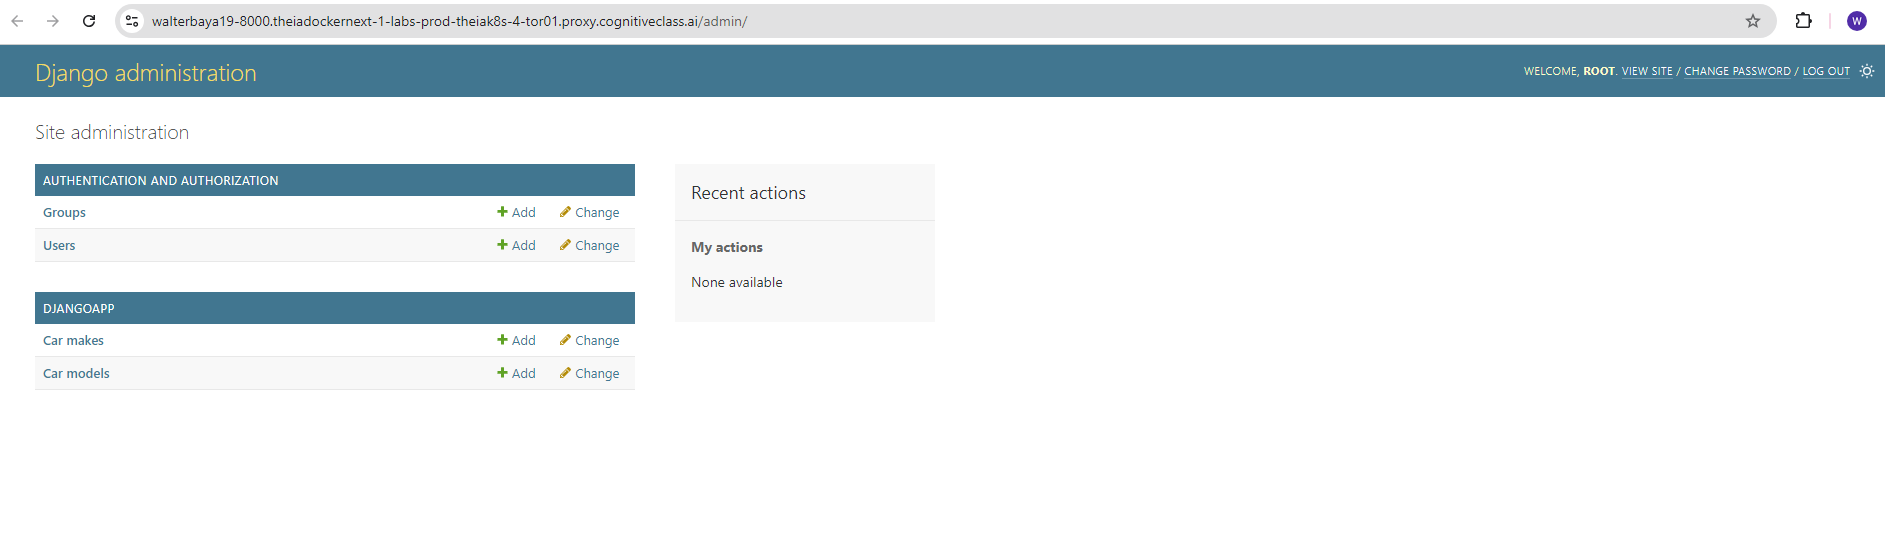 walterbaya19-8000.theiadockernext-1-labs-prod-theiak8s-4-tor01.proxy.cognitiveclass.ai/admin/
W
Django administration
WELCOME, ROOT. VIEW SITE / CHANGE PASSWORD / LOG OUT
Site administration
AUTHENTICATION AND AUTHORIZATION
Groups Add Change
Users Add Change
DJANGOAPP
Car makes Add Change
Car models Add Change
Recent actions
My actions
None available